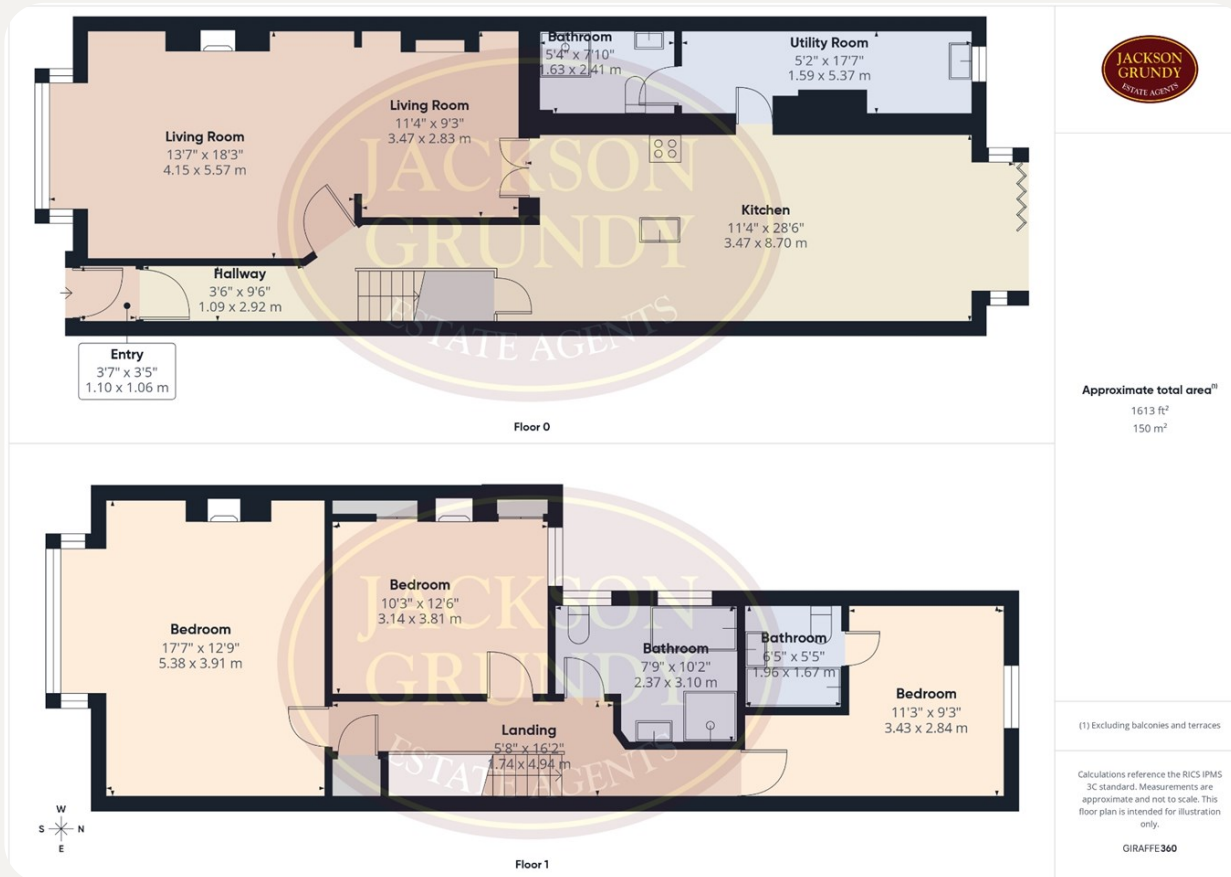 Bathroom
5'4" x 7'10"
1.63 x 2.41 m
Utility Room
5'2" x 17'7"
1.59 x 5.37 m
Living Room
13'7" x 18'3"
4.15 x 5.57 m
Living Room
11'4" x 9'3"
3.47 x 2.83 m
Kitchen
11'4" x 28'6"
3.47 x 8.70 m
Hallway
3'6" x 9'6"
1.09 x 2.92 m
Entry
3'7" x 3'5"
1.10 x 1.06 m
JACKSON
GRUNDY
ESTATE AGENTS
Floor 0
Bedroom
17'7" x 12'9"
5.38 x 3.91 m
Bedroom
10'3" x 12'6"
3.14 x 3.81 m
Bathroom
7'9" x 10'2"
2.37 x 3.10 m
Bathroom
6'5" x 5'5"
1.96 x 1.67 m
Bedroom
11'3" x 9'3"
3.43 x 2.84 m
Landing
5'8" x 16'2"
1.74 x 4.94 m
JACKSON
GRUNDY
ESTATE AGENTS
W
S N
E
Floor 1
JACKSON
GRUNDY
ESTATE AGENTS
Approximate total area(1)
1613 ft²
150 m²
(1) Excluding balconies and terraces
Calculations reference the RICS IPMS
3C standard. Measurements are
approximate and not to scale. This
floor plan is intended for illustration
only.
GIRAFFE360